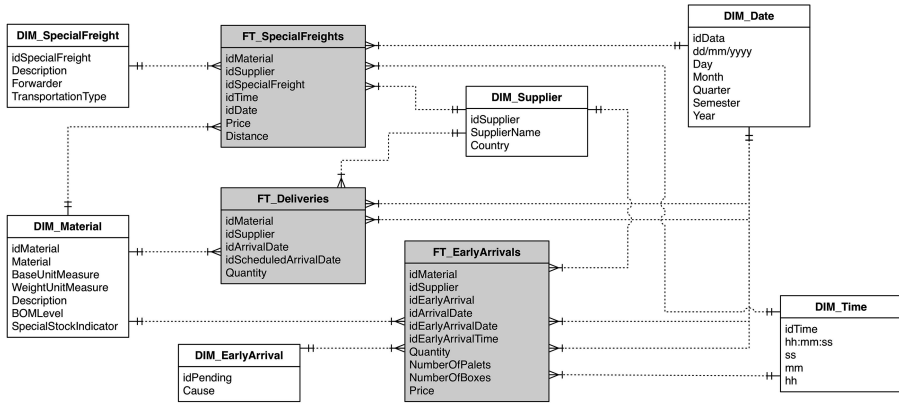 DIM_SpecialFreight
idSpecialFreight
Description
Forwarder
TransportationType
FT_SpecialFreights
idMaterial
idSupplier
idSpecialFreight
idTime
idDate
Price
Distance
DIM_Date
idData
dd/mm/yyyy
Day
Month
Quarter
Semester
Year
DIM_Supplier
idSupplier
SupplierName
Country
FT_Deliveries
idMaterial
idSupplier
idArrivalDate
idScheduledArrivalDate
Quantity
DIM_Material
idMaterial
Material
BaseUnitMeasure
WeightUnitMeasure
Description
BOMLevel
SpecialStockIndicator
FT_EarlyArrivals
idMaterial
idSupplier
idEarlyArrival
idArrivalDate
idEarlyArrivalDate
idEarlyArrivalTime
Quantity
NumberOfPalets
NumberOfBoxes
Price
DIM_EarlyArrival
idPending
Cause
DIM_Time
idTime
hh:mm:ss
ss
mm
hh